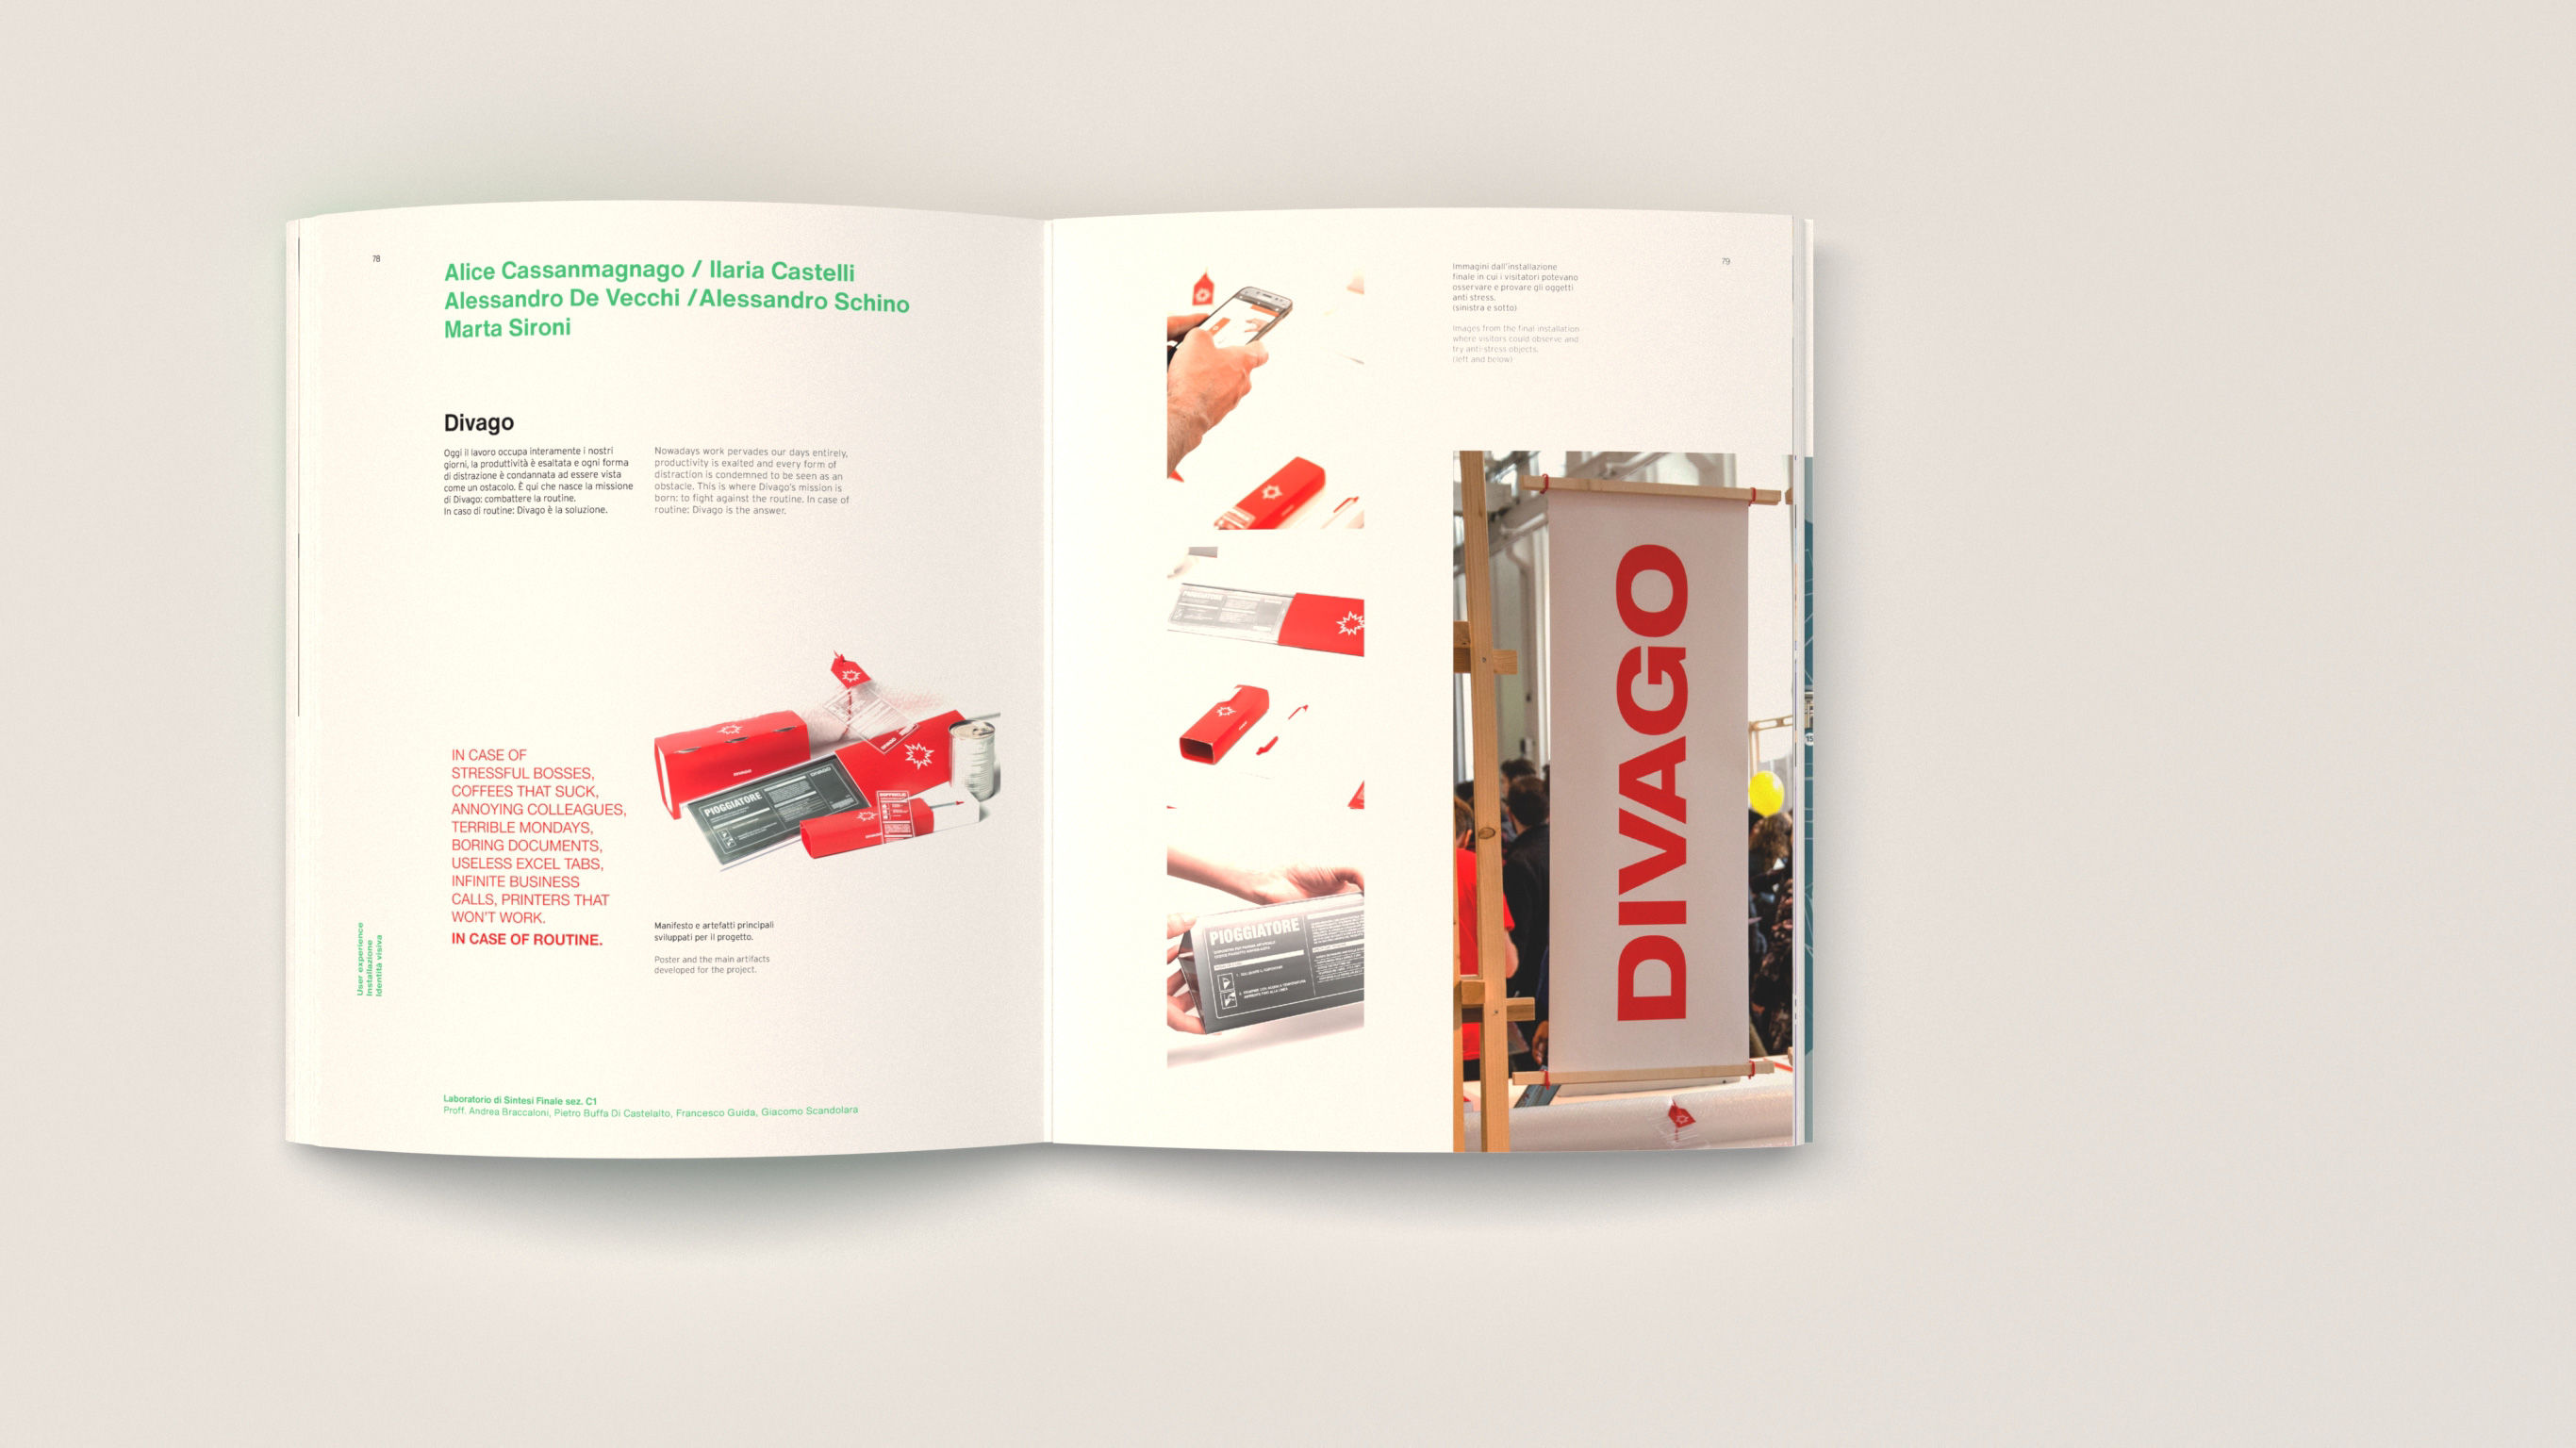 78
Alice Cassanmagnago / Ilaria Castelli
Alessandro De Vecchi / Alessandro Schino
Marta Sironi
Divago
Oggi il lavoro occupa interamente i nostri
giorni, la produttività è esaltata e ogni forma
di distrazione è condannata ad essere vista
come un ostacolo. È qui che nasce la missione
di Divago: combattere la routine.
In caso di routine: Divago è la soluzione.
Nowadays work pervades our days entirely,
productivity is exalted and every form of
distraction is condemned to be seen as an
obstacle. This is where Divago's mission is
born: to fight against the routine. In case of
routine: Divago is the answer.
IN CASE OF
STRESSFUL BOSSES,
COFFEES THAT SUCK,
ANNOYING COLLEAGUES,
TERRIBLE MONDAYS,
BORING DOCUMENTS,
USELESS EXCEL TABS,
INFINITE BUSINESS
CALLS, PRINTERS THAT
WON'T WORK.
IN CASE OF ROUTINE.
PIOGGIATORE
DIVAGO
Manifesto e artefatti principali
sviluppati per il progetto.
Poster and the main artifacts
developed for the project.
User experience
Installazione
Identità visiva
Laboratorio di Sintesi Finale sez. C1
Proff. Andrea Braccaloni, Pietro Buffa Di Castelalto, Francesco Guida, Giacomo Scandolara
79
Immagini dall'installazione
finale in cui i visitatori potevano
osservare e provare gli oggetti
anti stress.
(sinistra e sotto)
Images from the final installation
where visitors could observe and
try anti-stress objects.
(left and below)
PIOGGIATORE
DIVAGO
15